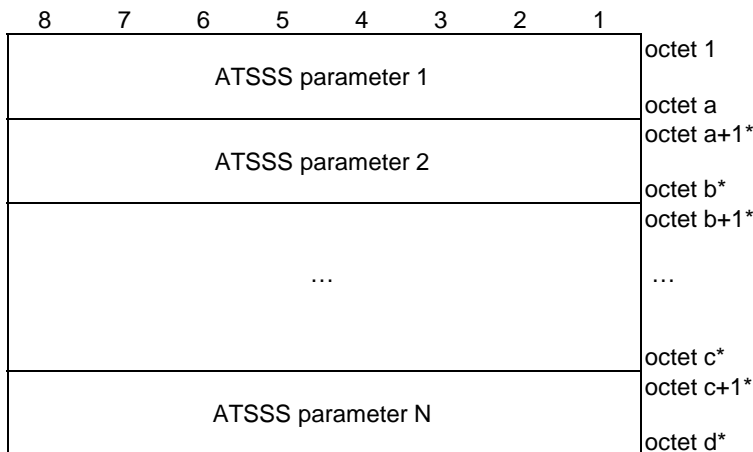 8 7 6 5 4 3 2 1
octet 1
ATSSS parameter 1
octet a
octet a+1*
ATSSS parameter 2
octet b*
octet b+1*
… …
octet c*
octet c+1*
ATSSS parameter N
octet d*